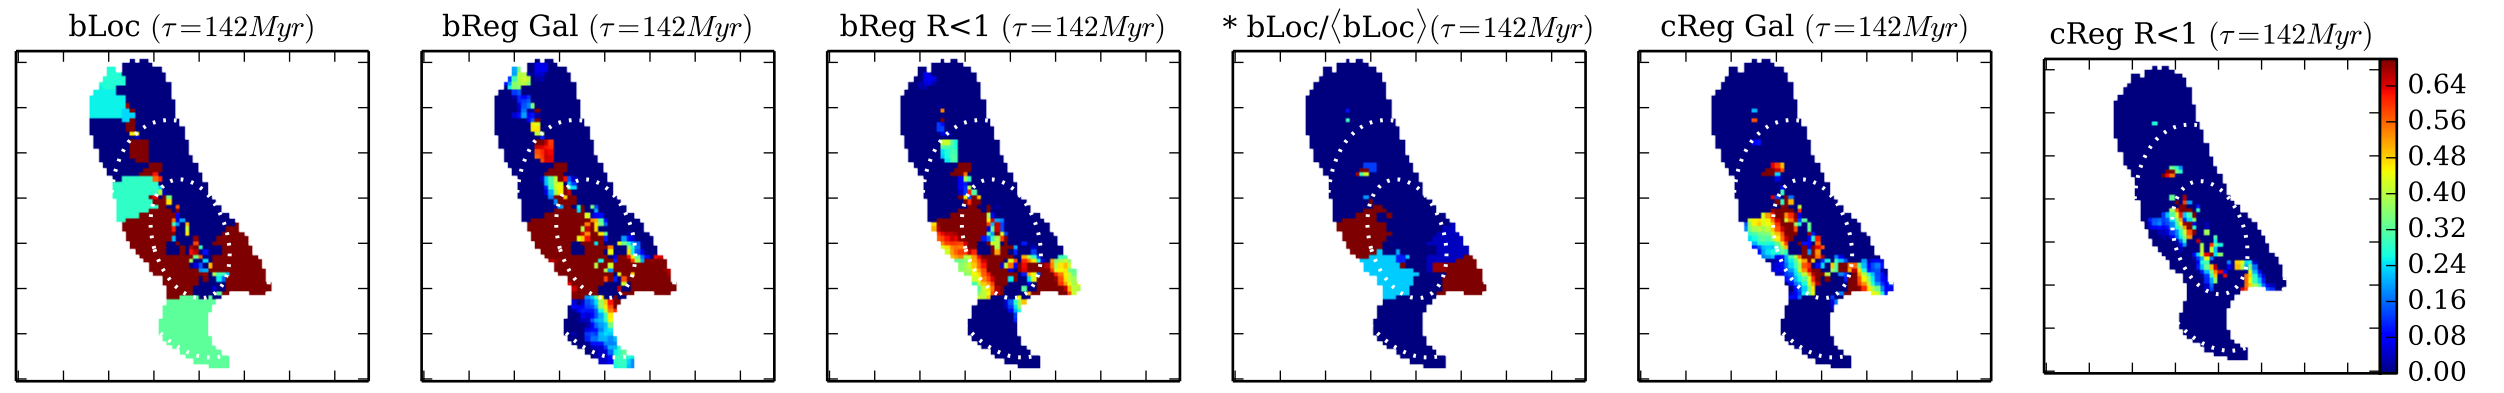 bLoc (τ=142Myr)
bReg Gal (τ=142Myr)
bReg R<1 (τ=142Myr)
* bLoc/⟨bLoc⟩(τ=142Myr)
cReg Gal (τ=142Myr)
cReg R<1 (τ=142Myr)
0.64
0.56
0.48
0.40
0.32
0.24
0.16
0.08
0.00